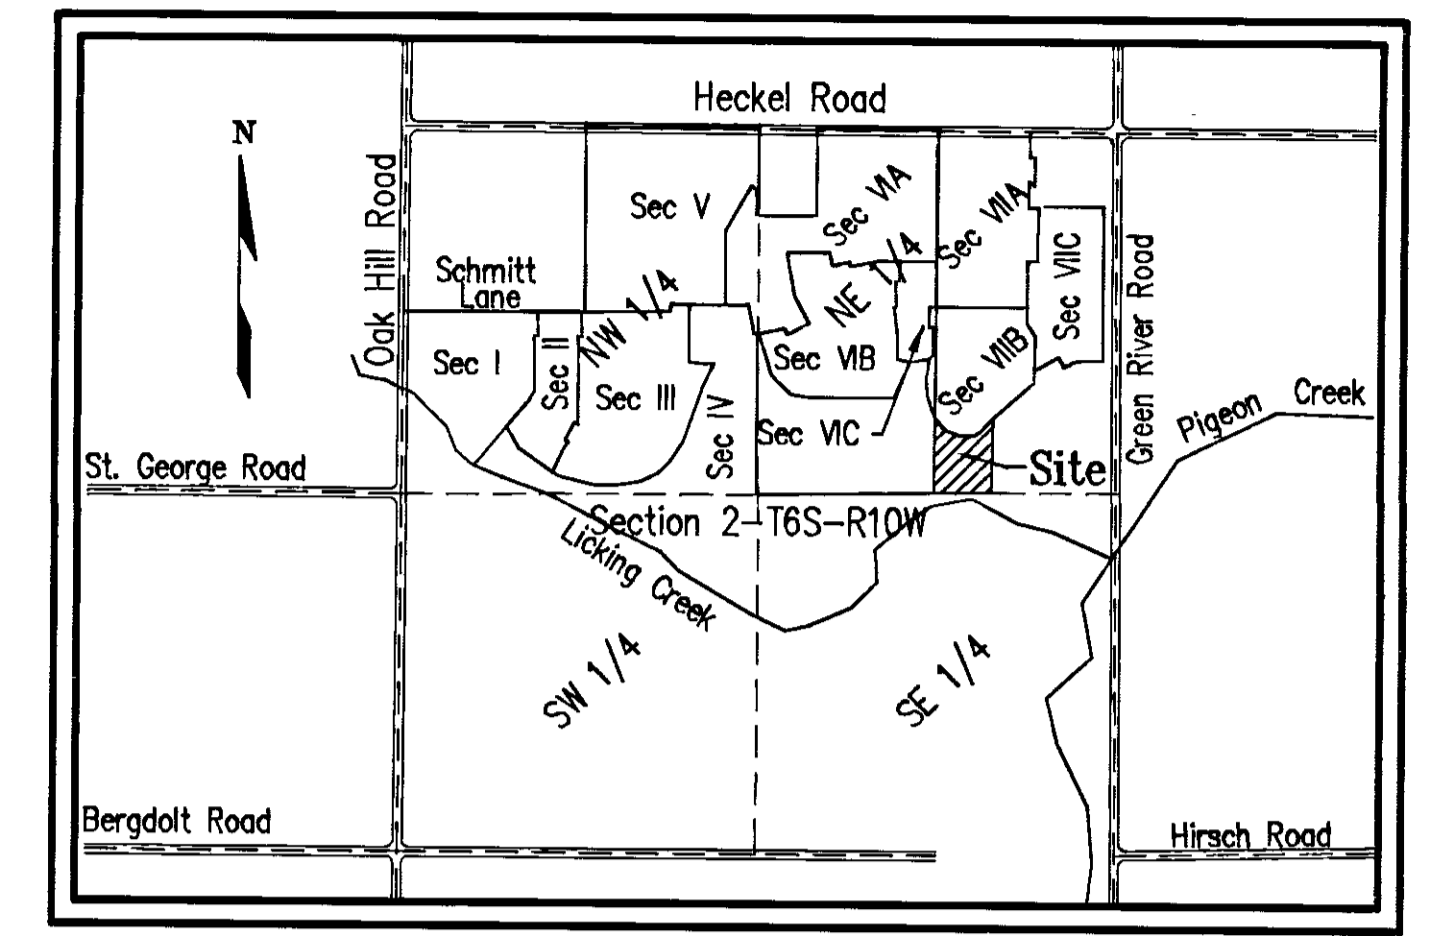 Heckel Road
N
Oak Hill Road
Sec V
Sec VIA
Sec VIIA
Sec VIIC
Green River Road
Schmitt
Lane
NW 1/4
NE 1/4
Sec I
Sec II
Sec III
Sec IV
Sec VIB
Sec VIIB
Sec VIC
Pigeon Creek
St. George Road
Site
Section 2-T6S-R10W
Licking Creek
SW 1/4
SE 1/4
Bergdolt Road
Hirsch Road